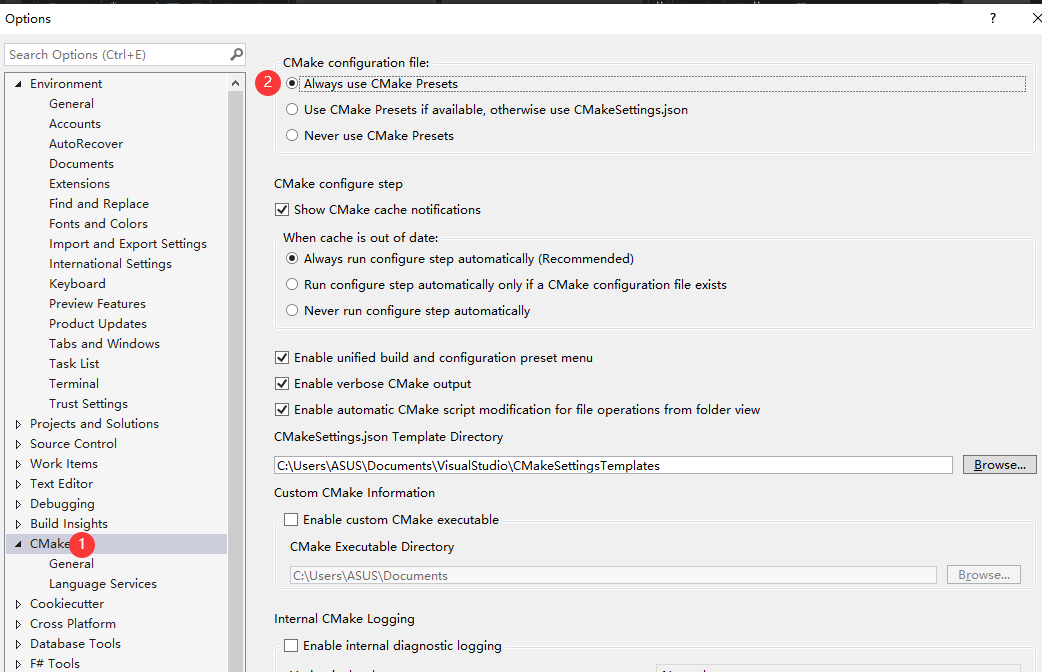 Options
?
Search Options (Ctrl+E)
Environment
General
Accounts
AutoRecover
Documents
Extensions
Find and Replace
Fonts and Colors
Import and Export Settings
International Settings
Keyboard
Preview Features
Product Updates
Tabs and Windows
Task List
Terminal
Trust Settings
Projects and Solutions
Source Control
Work Items
Text Editor
Debugging
Build Insights
CMake 1
General
Language Services
Cookiecutter
Cross Platform
Database Tools
F# Tools
CMake configuration file:
2 Always use CMake Presets
Use CMake Presets if available, otherwise use CMakeSettings.json
Never use CMake Presets
CMake configure step
Show CMake cache notifications
When cache is out of date:
Always run configure step automatically (Recommended)
Run configure step automatically only if a CMake configuration file exists
Never run configure step automatically
Enable unified build and configuration preset menu
Enable verbose CMake output
Enable automatic CMake script modification for file operations from folder view
CMakeSettings.json Template Directory
C:\Users\ASUS\Documents\VisualStudio\CMakeSettingsTemplates Browse...
Custom CMake Information
Enable custom CMake executable
CMake Executable Directory
C:\Users\ASUS\Documents Browse...
Internal CMake Logging
Enable internal diagnostic logging